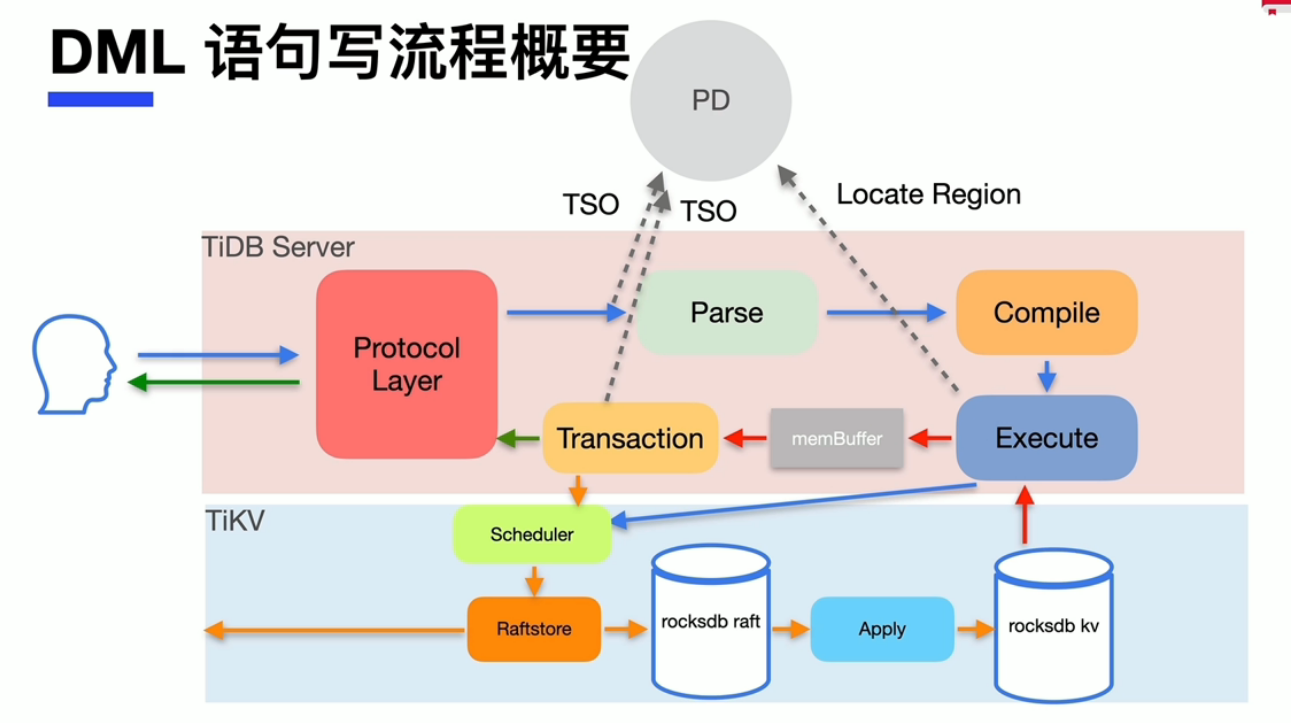 DML 语句写流程概要
PD
TSO
TSO
Locate Region
TiDB Server
Protocol
Layer
Parse
Compile
Transaction
memBuffer
Execute
TiKV
Scheduler
Raftstore
rocksdb raft
Apply
rocksdb kv